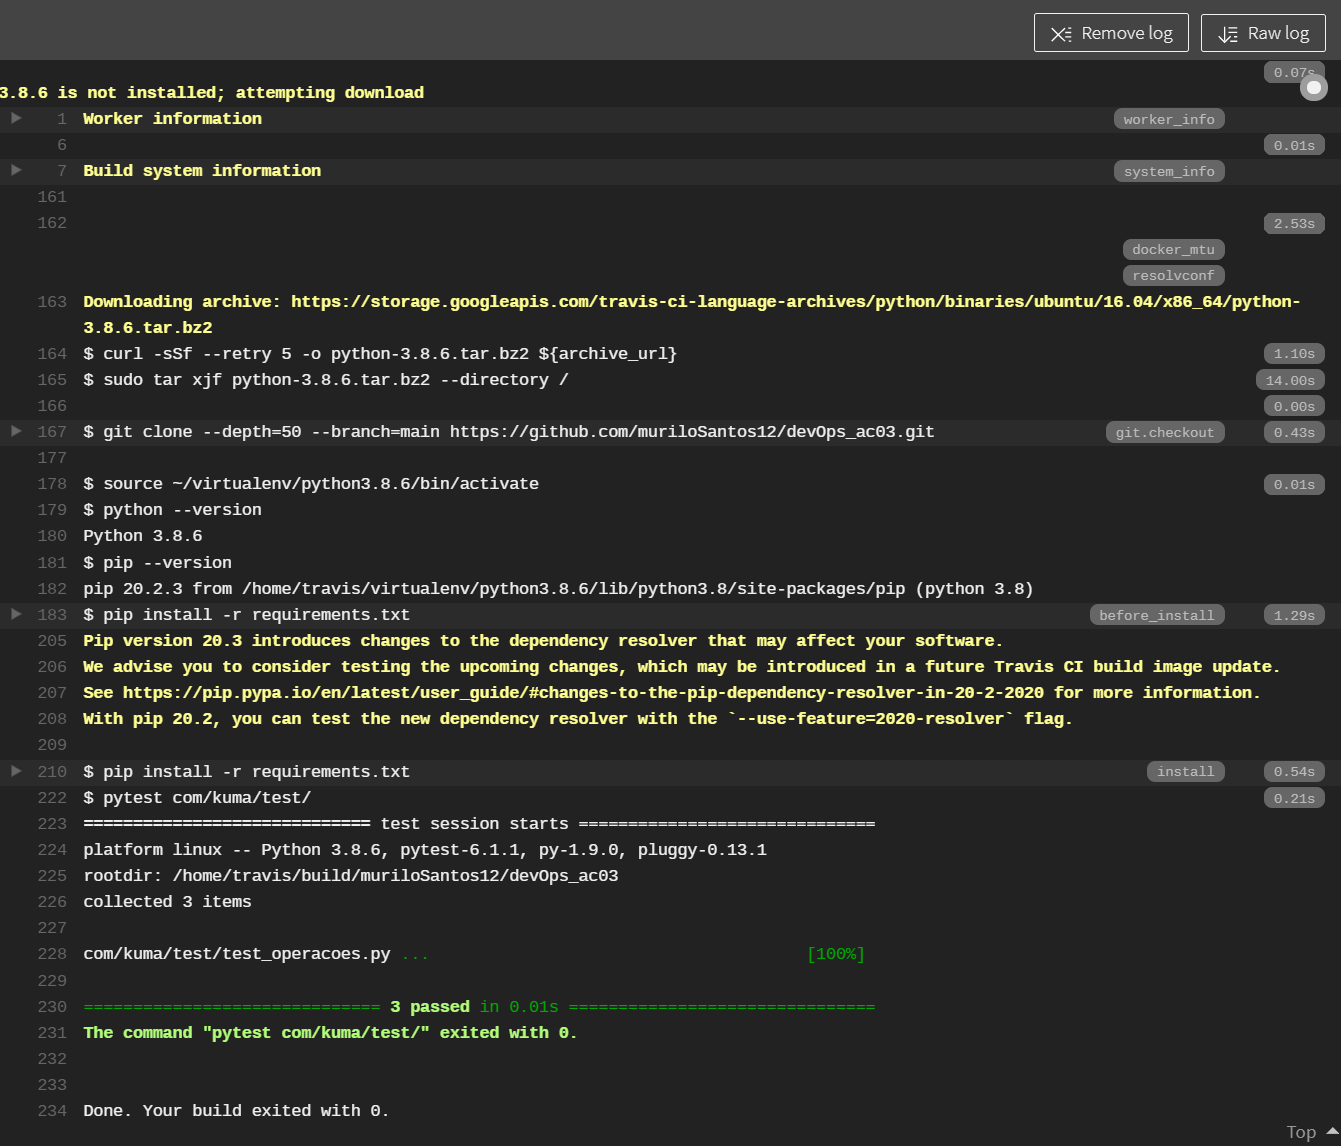 Remove log
Raw log
0.07s
3.8.6 is not installed; attempting download
1 Worker information worker_info
6 0.01s
7 Build system information system_info
161
162 2.53s
docker_mtu
resolvconf
163 Downloading archive: https://storage.googleapis.com/travis-ci-language-archives/python/binaries/ubuntu/16.04/x86_64/python-
3.8.6.tar.bz2
164 $ curl -sSf --retry 5 -o python-3.8.6.tar.bz2 ${archive_url} 1.10s
165 $ sudo tar xjf python-3.8.6.tar.bz2 --directory / 14.00s
166 0.00s
167 $ git clone --depth=50 --branch=main https://github.com/muriloSantos12/devOps_ac03.git git.checkout 0.43s
177
178 $ source ~/virtualenv/python3.8.6/bin/activate 0.01s
179 $ python --version
180 Python 3.8.6
181 $ pip --version
182 pip 20.2.3 from /home/travis/virtualenv/python3.8.6/lib/python3.8/site-packages/pip (python 3.8)
183 $ pip install -r requirements.txt before_install 1.29s
205 Pip version 20.3 introduces changes to the dependency resolver that may affect your software.
206 We advise you to consider testing the upcoming changes, which may be introduced in a future Travis CI build image update.
207 See https://pip.pypa.io/en/latest/user_guide/#changes-to-the-pip-dependency-resolver-in-20-2-2020 for more information.
208 With pip 20.2, you can test the new dependency resolver with the `--use-feature=2020-resolver` flag.
209
210 $ pip install -r requirements.txt install 0.54s
222 $ pytest com/kuma/test/ 0.21s
223 ============================= test session starts ==============================
224 platform linux -- Python 3.8.6, pytest-6.1.1, py-1.9.0, pluggy-0.13.1
225 rootdir: /home/travis/build/muriloSantos12/devOps_ac03
226 collected 3 items
227
228 com/kuma/test/test_operacoes.py ... [100%]
229
230 ============================== 3 passed in 0.01s ===============================
231 The command "pytest com/kuma/test/" exited with 0.
232
233
234 Done. Your build exited with 0.
Top